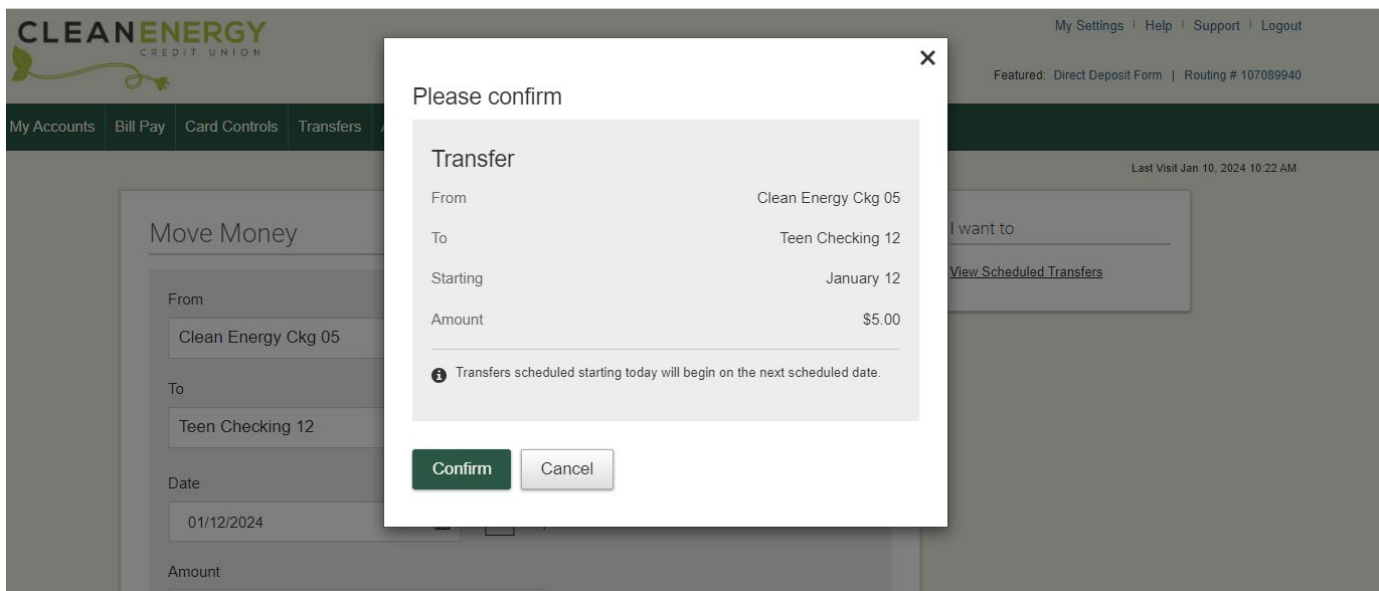 CLEANENERGY
CREDIT UNION
My Settings | Help | Support | Logout
Featured: Direct Deposit Form | Routing # 107089940
My Accounts Bill Pay Card Controls Transfers
Last Visit Jan 10, 2024 10:22 AM
Please confirm
Transfer
From Clean Energy Ckg 05
To Teen Checking 12
Starting January 12
Amount $5.00
Transfers scheduled starting today will begin on the next scheduled date.
Confirm Cancel
Move Money
From
Clean Energy Ckg 05
To
Teen Checking 12
Date
01/12/2024
Amount
I want to
View Scheduled Transfers